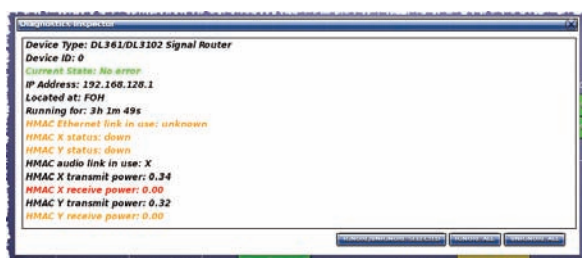 Diagnostics Inspector
Device Type: DL361/DL3102 Signal Router
Device ID: 0
Current State: No error
IP Address: 192.168.128.1
Located at: FOH
Running for: 3h 1m 49s
HMAC Ethernet link in use: unknown
HMAC X status: down
HMAC Y status: down
HMAC audio link in use: X
HMAC X transmit power: 0.34
HMAC X receive power: 0.00
HMAC Y transmit power: 0.32
HMAC Y receive power: 0.00